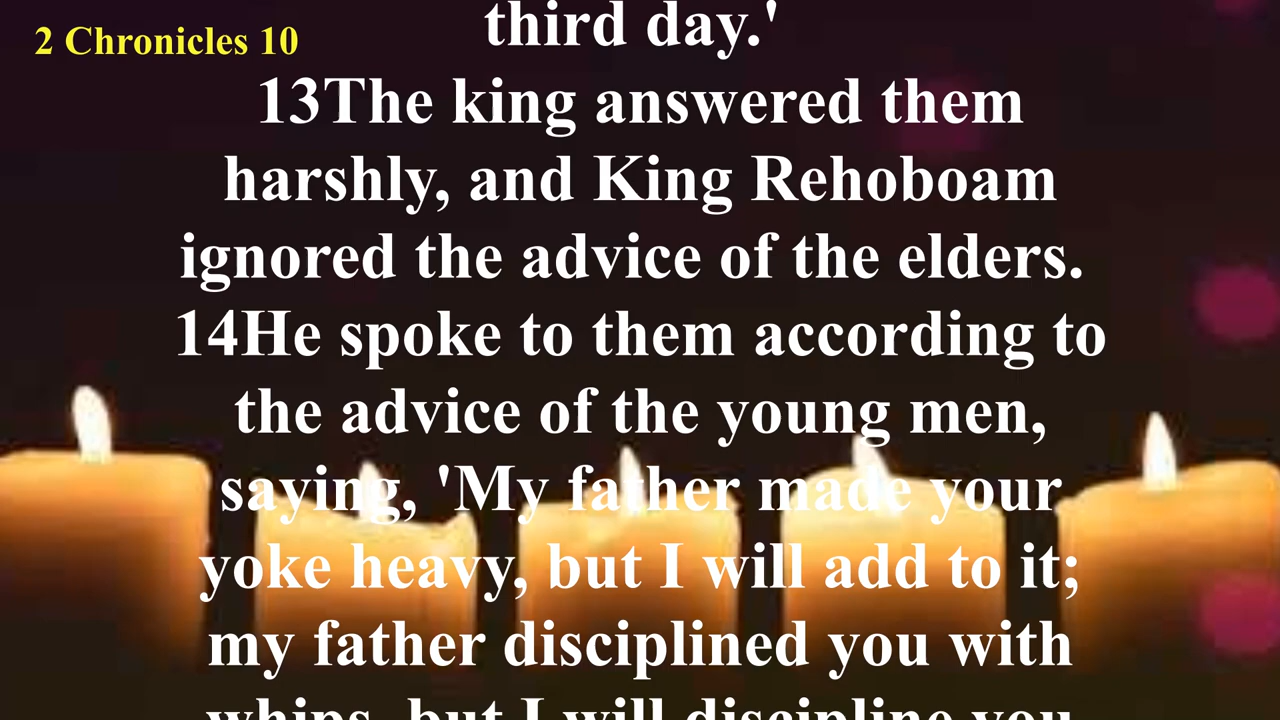 2 Chronicles 10
third day.'
13The king answered them
harshly, and King Rehoboam
ignored the advice of the elders.
14He spoke to them according to
the advice of the young men,
saying, 'My father made your
yoke heavy, but I will add to it;
my father disciplined you with
whips, but I will discipline you